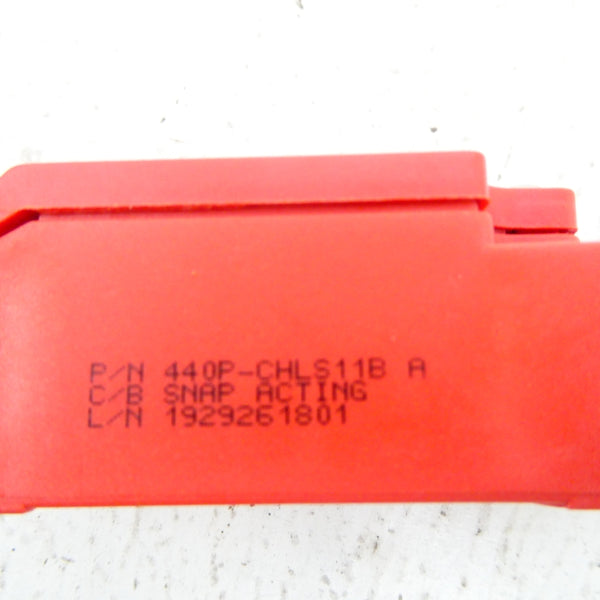 P/N 440P-CHLS11B A
C/B SNAP ACTING
L/N 1929261801